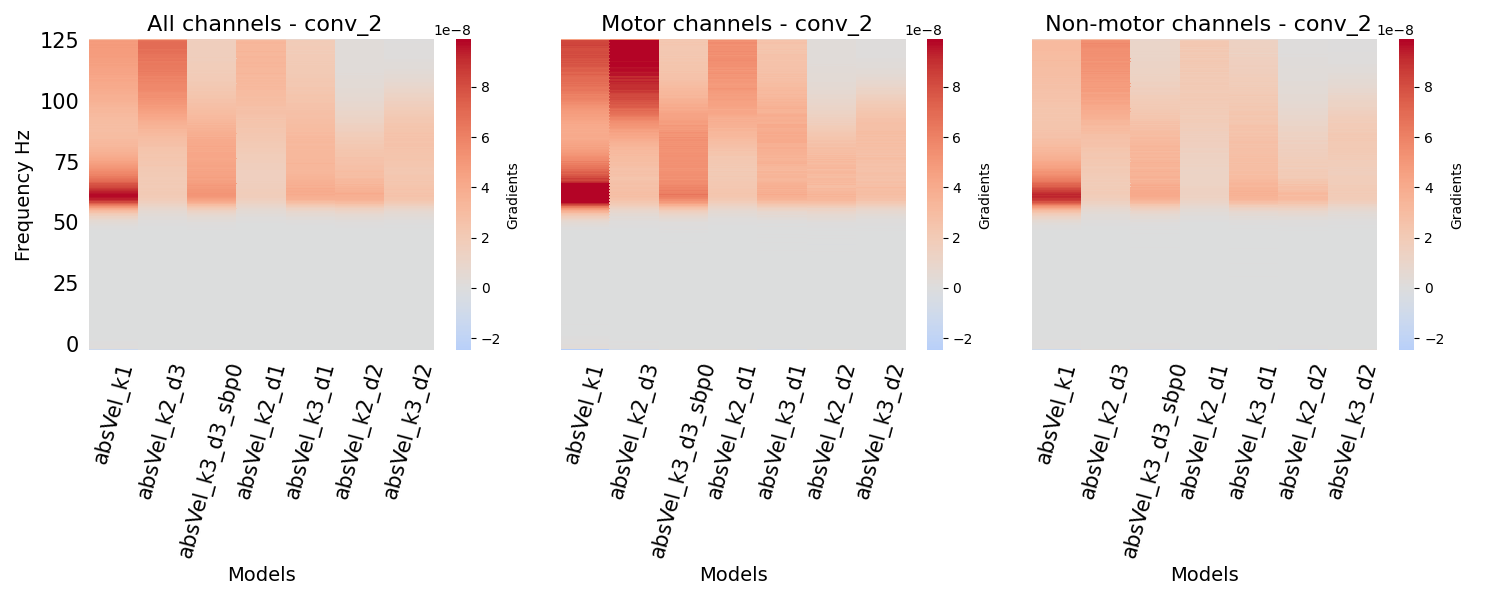 All channels - conv_2
Motor channels - conv_2
Non-motor channels - conv_2
1e−8
1e−8
1e−8
Frequency Hz
125
100
75
50
25
0
8
6
4
2
0
−2
Gradients
8
6
4
2
0
−2
Gradients
8
6
4
2
0
−2
Gradients
absVel_k1
absVel_k2_d3
absVel_k3_d3_sbp0
absVel_k2_d1
absVel_k3_d1
absVel_k2_d2
absVel_k3_d2
Models
absVel_k1
absVel_k2_d3
absVel_k3_d3_sbp0
absVel_k2_d1
absVel_k3_d1
absVel_k2_d2
absVel_k3_d2
Models
absVel_k1
absVel_k2_d3
absVel_k3_d3_sbp0
absVel_k2_d1
absVel_k3_d1
absVel_k2_d2
absVel_k3_d2
Models